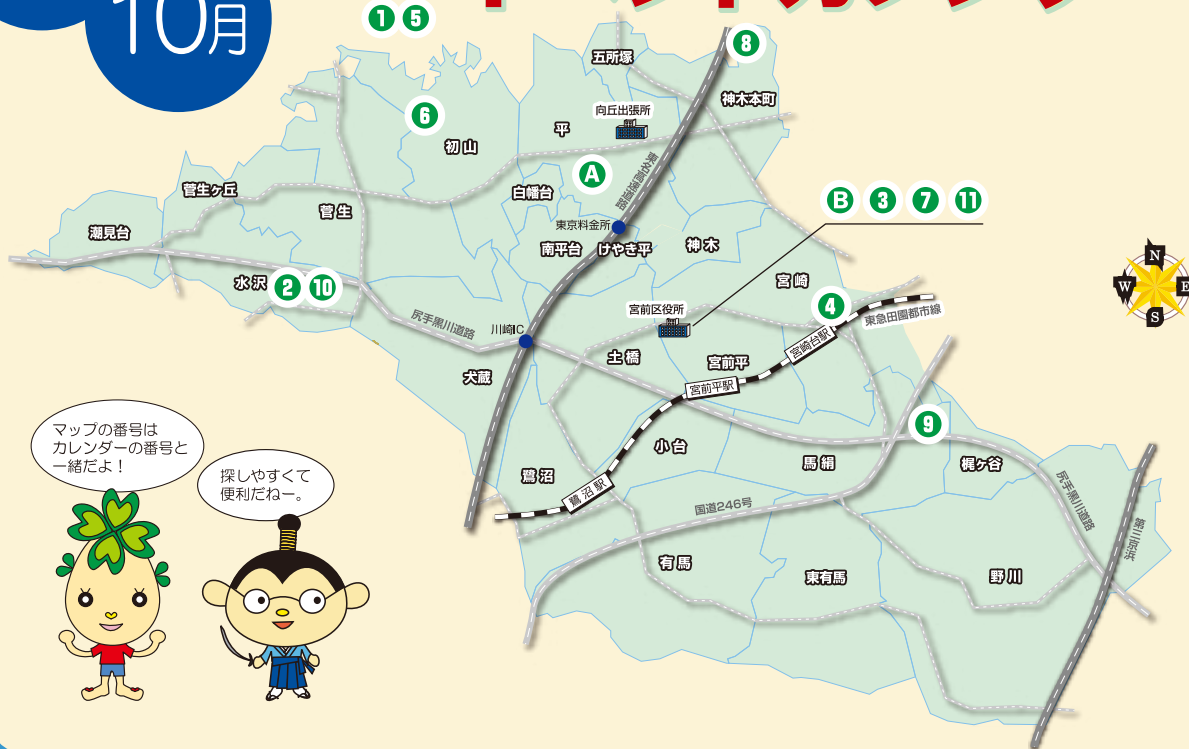 10月
1 5
五所塚
8
神木本町
6
向丘出張所
平
初山
東名高速道路
A
菅生ヶ丘
白幡台
菅生
B 3 7 11
潮見台
東京料金所
南平台
けやき平
神木
水沢
2 10
宮崎
4
宮前区役所
尻手黒川道路
川崎IC
東急田園都市線
宮崎台駅
土橋
宮前平
犬蔵
宮前平駅
9
小台
馬絹
梶ヶ谷
鷺沼
鷺沼駅
国道246号
尻手黒川道路
第三京浜
有馬
東有馬
野川
N
W
E
S
マップの番号は
カレンダーの番号と
一緒だよ！
探しやすくて
便利だねー。